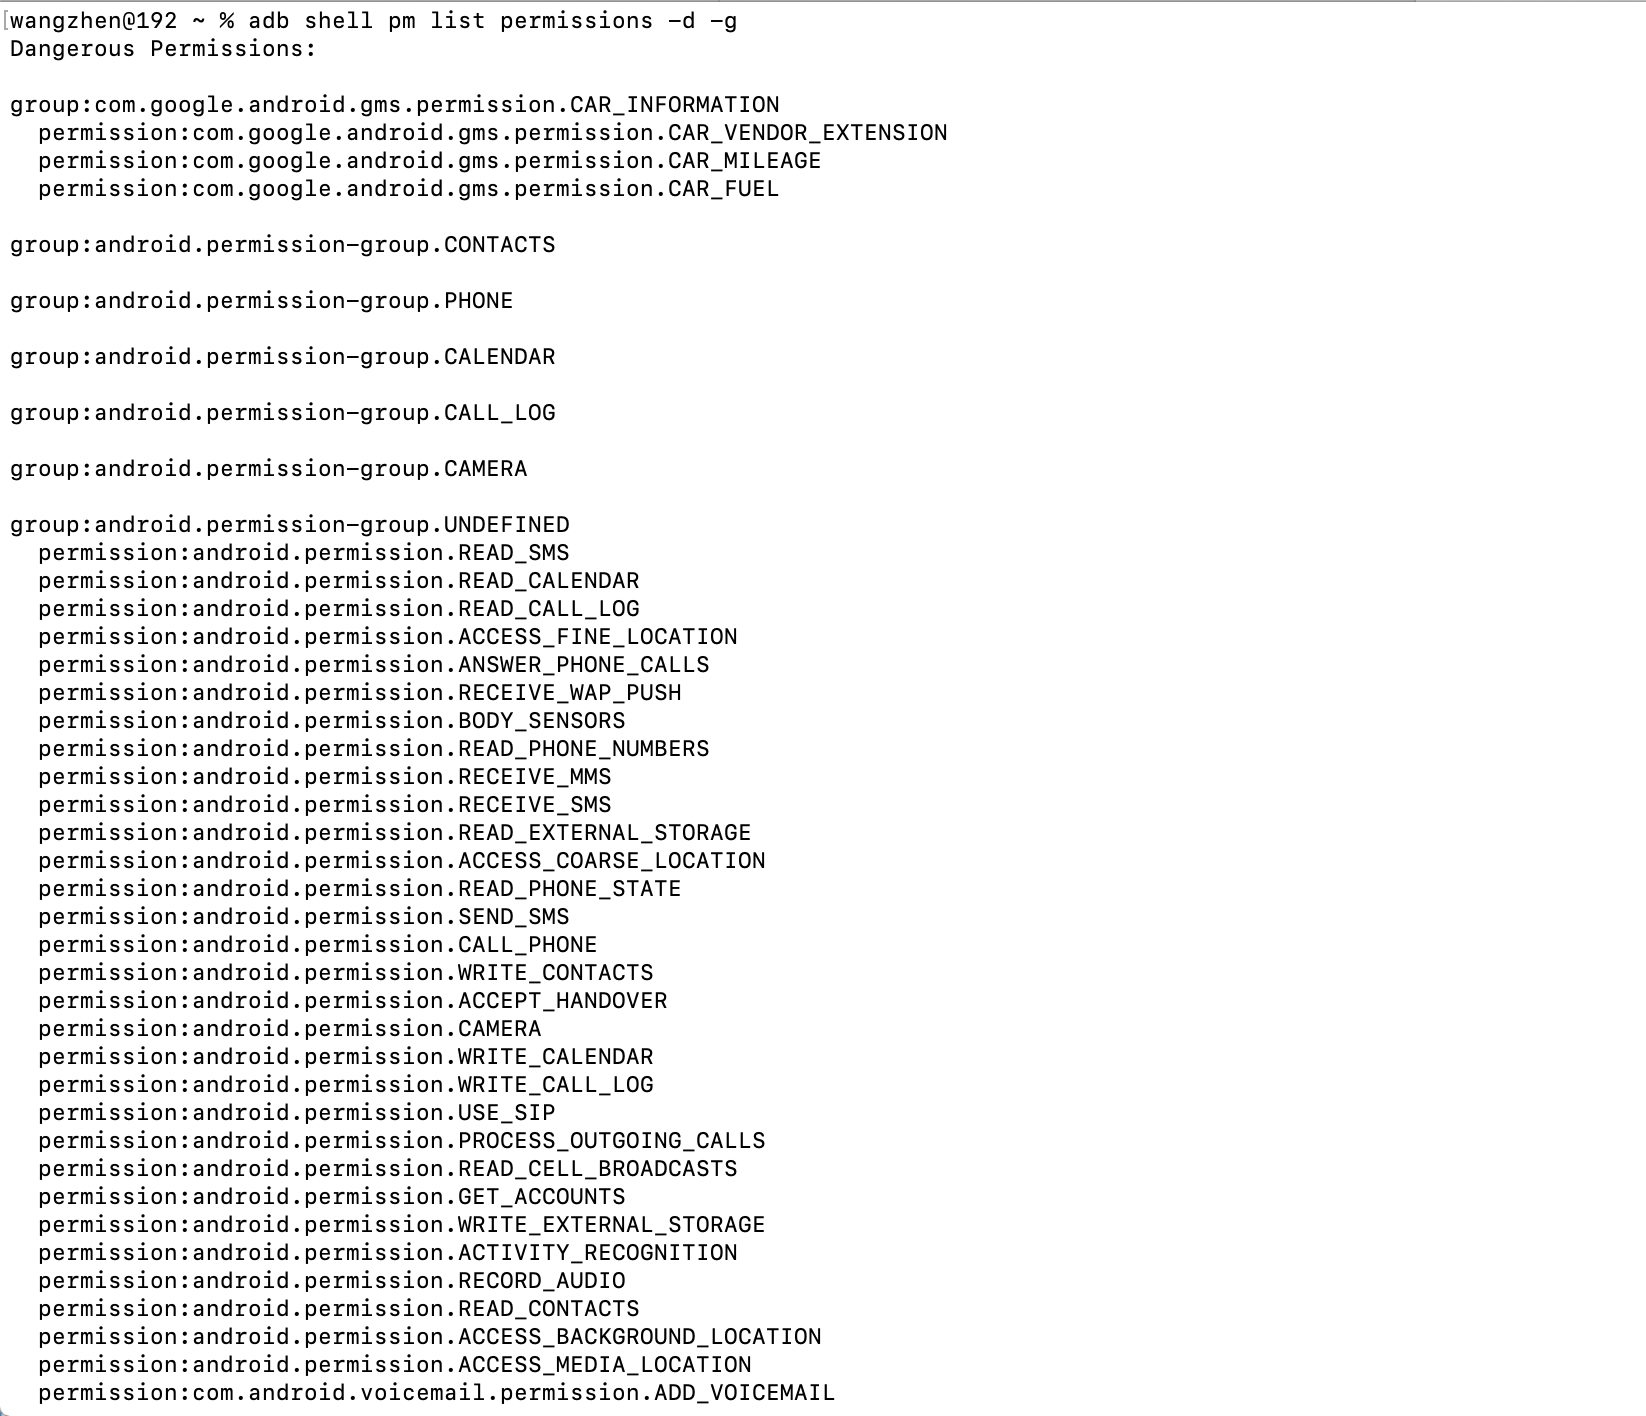 wangzhen@192 ~ % adb shell pm list permissions -d -g
Dangerous Permissions:
group:com.google.android.gms.permission.CAR_INFORMATION
permission:com.google.android.gms.permission.CAR_VENDOR_EXTENSION
permission:com.google.android.gms.permission.CAR_MILEAGE
permission:com.google.android.gms.permission.CAR_FUEL
group:android.permission-group.CONTACTS
group:android.permission-group.PHONE
group:android.permission-group.CALENDAR
group:android.permission-group.CALL_LOG
group:android.permission-group.CAMERA
group:android.permission-group.UNDEFINED
permission:android.permission.READ_SMS
permission:android.permission.READ_CALENDAR
permission:android.permission.READ_CALL_LOG
permission:android.permission.ACCESS_FINE_LOCATION
permission:android.permission.ANSWER_PHONE_CALLS
permission:android.permission.RECEIVE_WAP_PUSH
permission:android.permission.BODY_SENSORS
permission:android.permission.READ_PHONE_NUMBERS
permission:android.permission.RECEIVE_MMS
permission:android.permission.RECEIVE_SMS
permission:android.permission.READ_EXTERNAL_STORAGE
permission:android.permission.ACCESS_COARSE_LOCATION
permission:android.permission.READ_PHONE_STATE
permission:android.permission.SEND_SMS
permission:android.permission.CALL_PHONE
permission:android.permission.WRITE_CONTACTS
permission:android.permission.ACCEPT_HANDOVER
permission:android.permission.CAMERA
permission:android.permission.WRITE_CALENDAR
permission:android.permission.WRITE_CALL_LOG
permission:android.permission.USE_SIP
permission:android.permission.PROCESS_OUTGOING_CALLS
permission:android.permission.READ_CELL_BROADCASTS
permission:android.permission.GET_ACCOUNTS
permission:android.permission.WRITE_EXTERNAL_STORAGE
permission:android.permission.ACTIVITY_RECOGNITION
permission:android.permission.RECORD_AUDIO
permission:android.permission.READ_CONTACTS
permission:android.permission.ACCESS_BACKGROUND_LOCATION
permission:android.permission.ACCESS_MEDIA_LOCATION
permission:com.android.voicemail.permission.ADD_VOICEMAIL